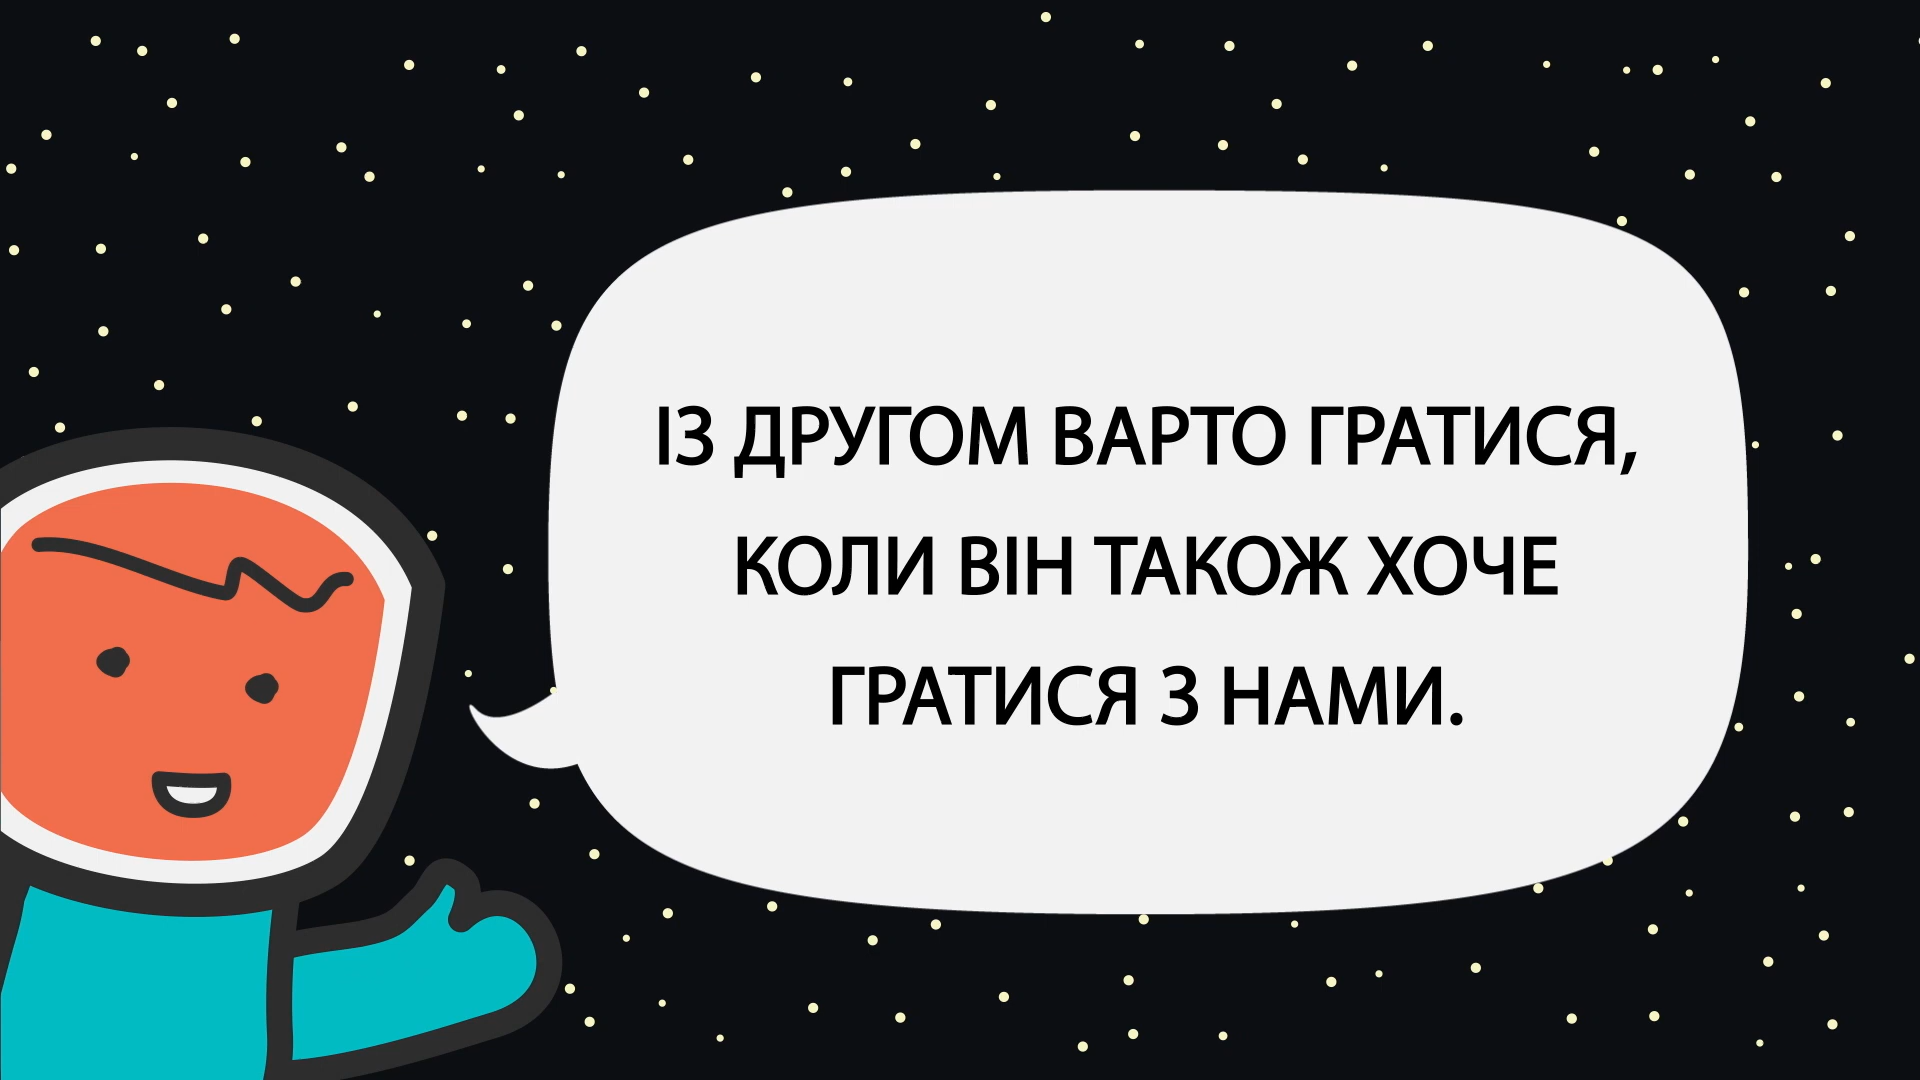 ІЗ ДРУГОМ ВАРТО ГРАТИСЯ,
КОЛИ ВІН ТАКОЖ ХОЧЕ
ГРАТИСЯ З НАМИ.